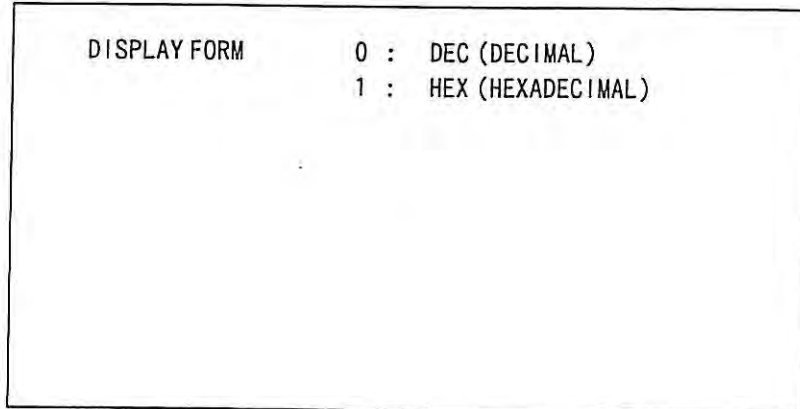 DISPLAY FORM 0 : DEC (DECIMAL)
1 : HEX (HEXADECIMAL)